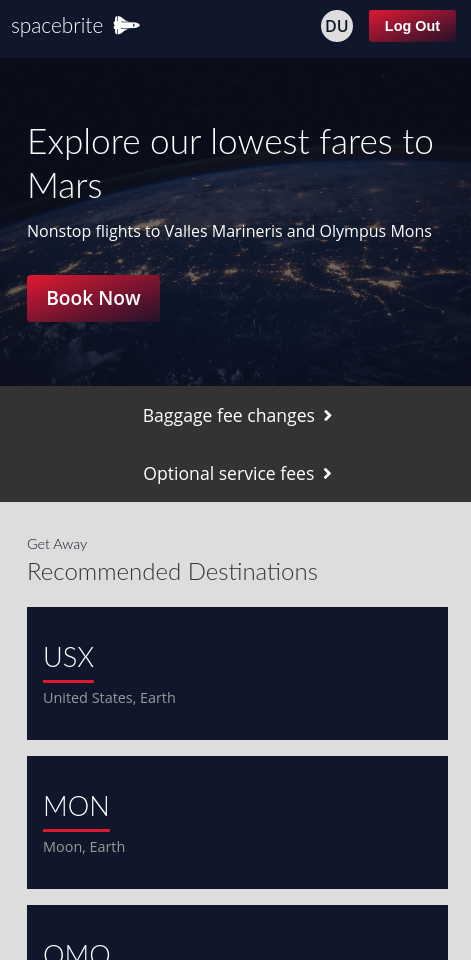 spacebrite
DU
Log Out
Explore our lowest fares to
Mars
Nonstop flights to Valles Marineris and Olympus Mons
Book Now
Baggage fee changes
Optional service fees
Get Away
Recommended Destinations
USX
United States, Earth
MON
Moon, Earth
OMO